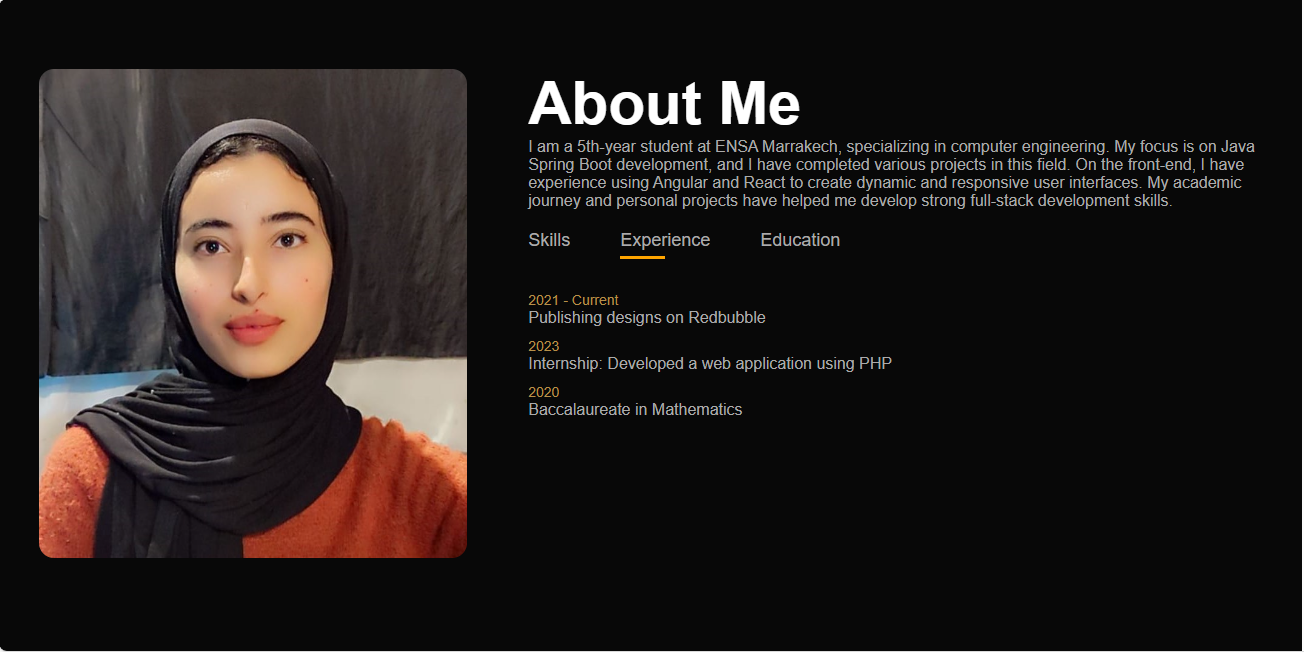 About Me
I am a 5th-year student at ENSA Marrakech, specializing in computer engineering. My focus is on Java
Spring Boot development, and I have completed various projects in this field. On the front-end, I have
experience using Angular and React to create dynamic and responsive user interfaces. My academic
journey and personal projects have helped me develop strong full-stack development skills.
Skills Experience Education
2021 - Current
Publishing designs on Redbubble
2023
Internship: Developed a web application using PHP
2020
Baccalaureate in Mathematics